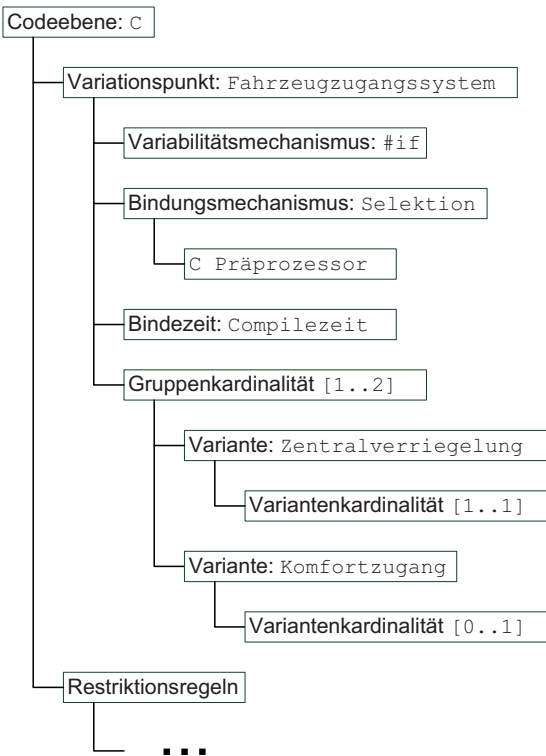 Codeebene: C
Variationspunkt: Fahrzeugzugangssystem
Variabilitätsmechanismus: #if
Bindungsmechanismus: Selektion
C Präprozessor
Bindezeit: Compilezeit
Gruppenkardinalität [1..2]
Variante: Zentralverriegelung
Variantenkardinalität [1..1]
Variante: Komfortzugang
Variantenkardinalität [0..1]
Restriktionsregeln
...